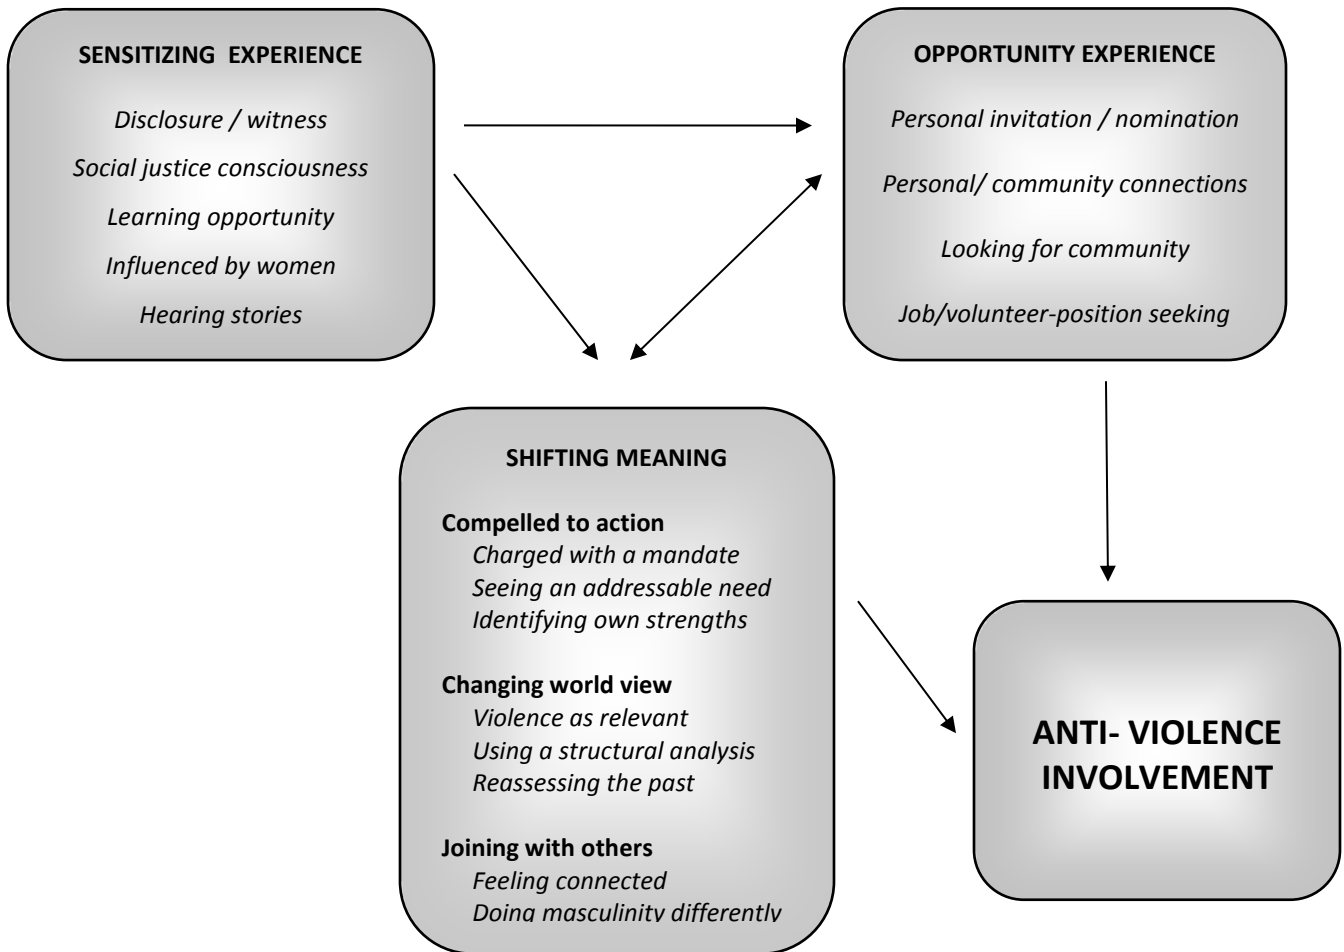 SENSITIZING EXPERIENCE
Disclosure / witness
Social justice consciousness
Learning opportunity
Influenced by women
Hearing stories
OPPORTUNITY EXPERIENCE
Personal invitation / nomination
Personal/ community connections
Looking for community
Job/volunteer-position seeking
SHIFTING MEANING
Compelled to action
Charged with a mandate
Seeing an addressable need
Identifying own strengths
Changing world view
Violence as relevant
Using a structural analysis
Reassessing the past
Joining with others
Feeling connected
Doing masculinity differently
ANTI- VIOLENCE
INVOLVEMENT